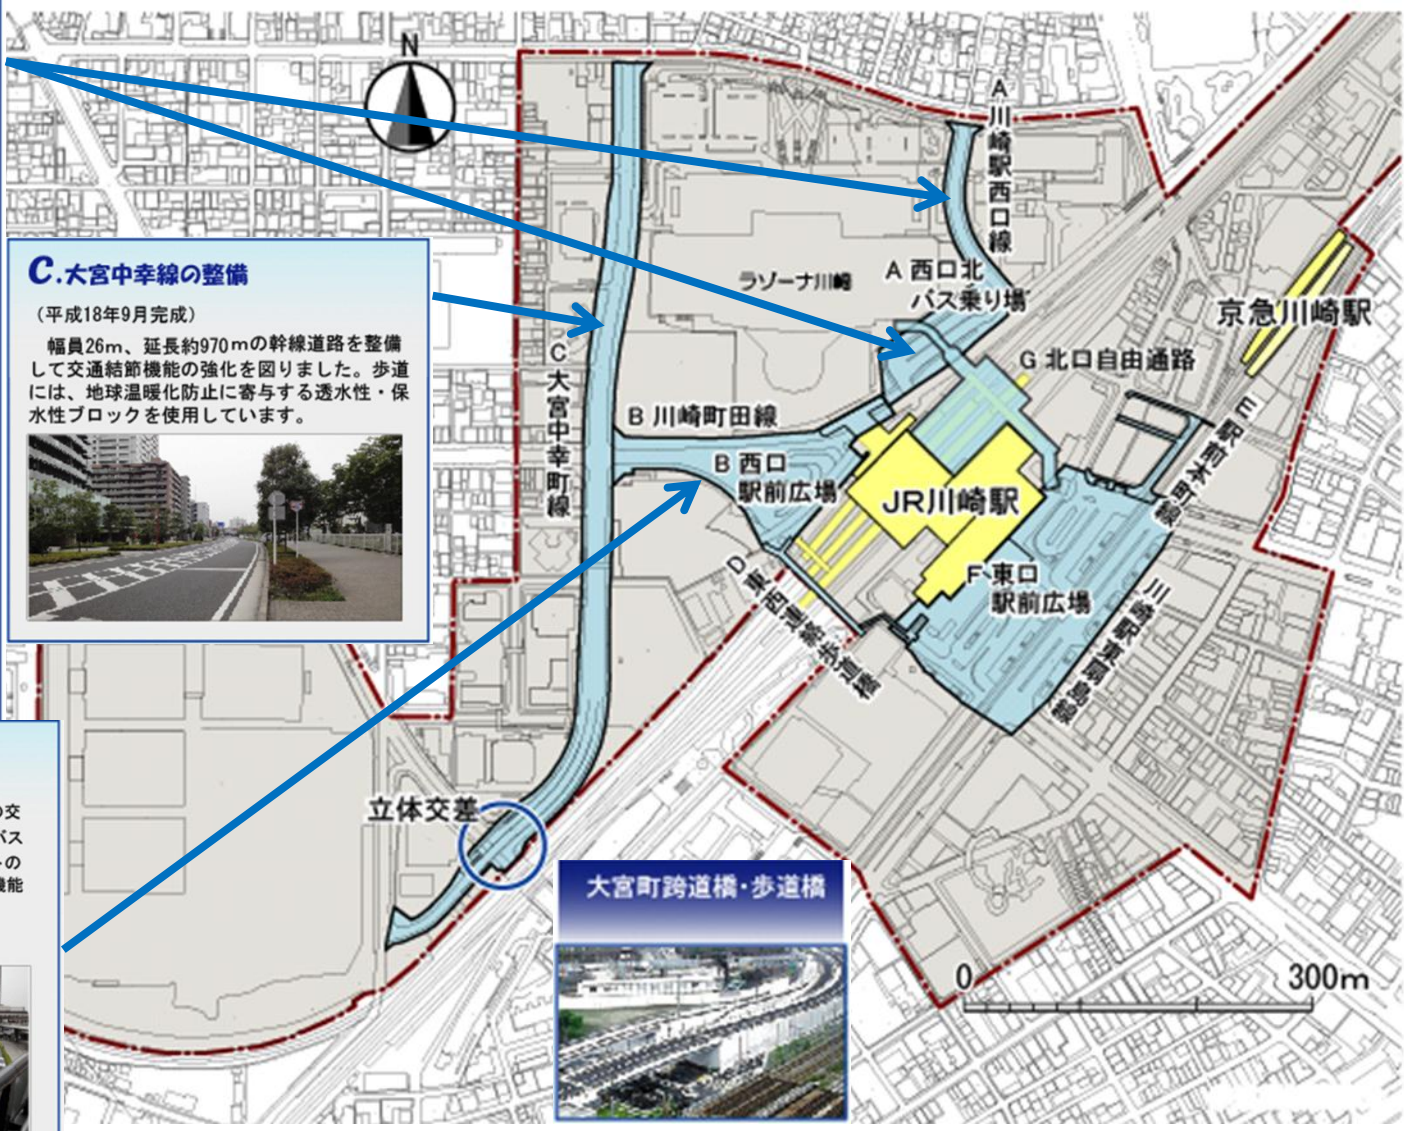 N
A 川崎駅西口線
C.大宮中幸線の整備
（平成18年9月完成）
幅員26m、延長約970mの幹線道路を整備
して交通結節機能の強化を図りました。歩道
には、地球温暖化防止に寄与する透水性・保
水性ブロックを使用しています。
ラゾーナ川崎
A 西口北
バス乗り場
京急川崎駅
G 北口自由通路
C 大宮中幸町線
B 川崎町田線
E 駅前本町線
B 西口
駅前広場
JR川崎駅
D 東西連絡歩道橋
F 東口
駅前広場
川崎駅東扇島線
立体交差
の交
バス
の
機能
大宮町跨道橋・歩道橋
0 300m